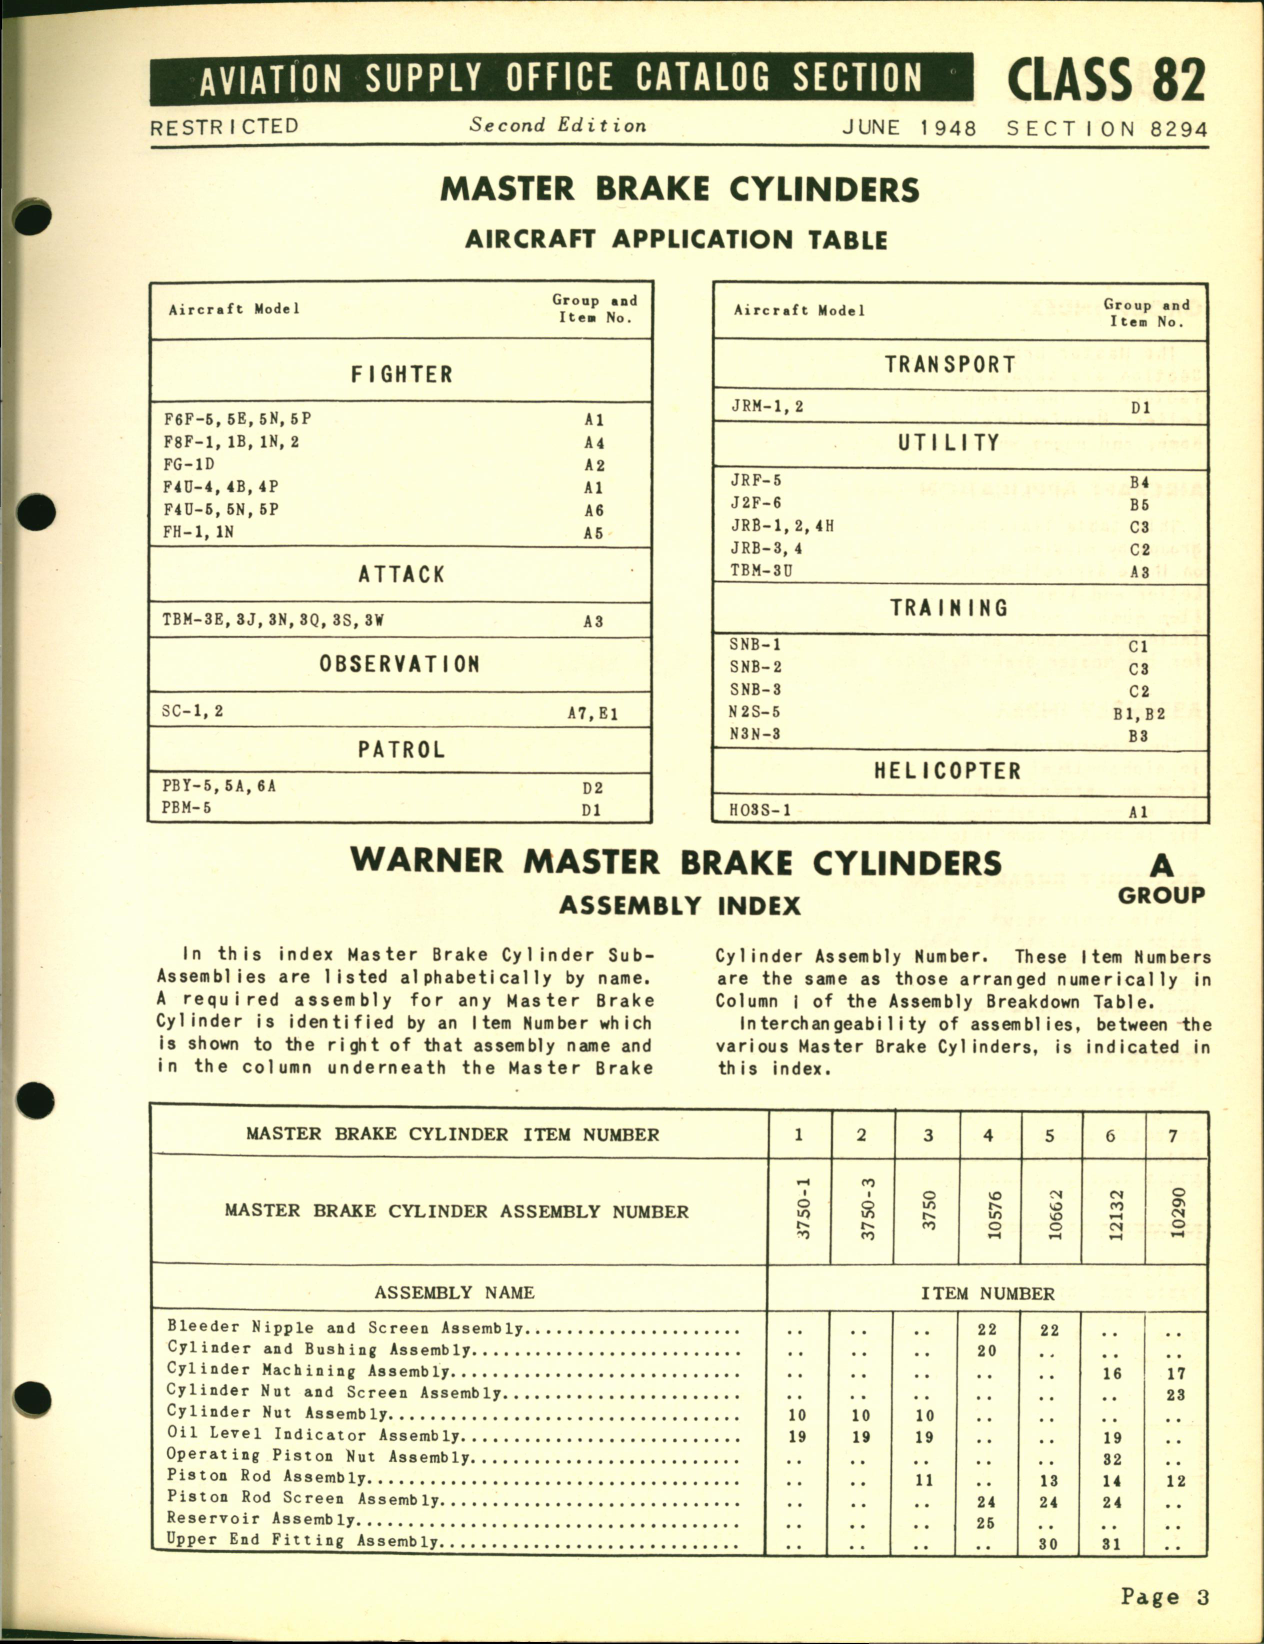 AVIATION SUPPLY OFFICE CATALOG SECTION CLASS 82
RESTRICTED Second Edition JUNE 1948 SECTION 8294
MASTER BRAKE CYLINDERS
AIRCRAFT APPLICATION TABLE
Aircraft Model Group and Item No.
FIGHTER
F6F-5, 5E, 5N, 5P A1
F8F-1, 1B, 1N, 2 A4
FG-1D A2
F4U-4, 4B, 4P A1
F4U-5, 5N, 5P A6
FH-1, 1N A5
ATTACK
TBM-3E, 3J, 3N, 3Q, 3S, 3W A3
OBSERVATION
SC-1, 2 A7, E1
PATROL
PBY-5, 5A, 6A D2
PBM-5 D1
Aircraft Model Group and Item No.
TRANSPORT
JRM-1, 2 D1
UTILITY
JRF-5 B4
J2F-6 B5
JRB-1, 2, 4H C3
JRB-3, 4 C2
TBM-3U A3
TRAINING
SNB-1 C1
SNB-2 C3
SNB-3 C2
N2S-5 B1, B2
N3N-3 B3
HELICOPTER
HO3S-1 A1
WARNER MASTER BRAKE CYLINDERS A
ASSEMBLY INDEX GROUP
In this index Master Brake Cylinder Sub-
Assemblies are listed alphabetically by name.
A required assembly for any Master Brake
Cylinder is identified by an Item Number which
is shown to the right of that assembly name and
in the column underneath the Master Brake
Cylinder Assembly Number. These Item Numbers
are the same as those arranged numerically in
Column i of the Assembly Breakdown Table.
Interchangeability of assemblies, between the
various Master Brake Cylinders, is indicated in
this index.
MASTER BRAKE CYLINDER ITEM NUMBER 1 2 3 4 5 6 7
MASTER BRAKE CYLINDER ASSEMBLY NUMBER 3750-1 3750-3 3750 10576 10662 12132 10290
ASSEMBLY NAME ITEM NUMBER
Bleeder Nipple and Screen Assembly..................... .. .. .. 22 22 .. ..
Cylinder and Bushing Assembly.......................... .. .. .. 20 .. .. ..
Cylinder Machining Assembly............................ .. .. .. .. .. 16 17
Cylinder Nut and Screen Assembly....................... .. .. .. .. .. .. 23
Cylinder Nut Assembly.................................. 10 10 10 .. .. .. ..
Oil Level Indicator Assembly........................... 19 19 19 .. .. 19 ..
Operating Piston Nut Assembly.......................... .. .. .. .. .. 32 ..
Piston Rod Assembly.................................... .. .. 11 .. 13 14 12
Piston Rod Screen Assembly............................. .. .. .. 24 24 24 ..
Reservoir Assembly..................................... .. .. .. 25 .. .. ..
Upper End Fitting Assembly............................. .. .. .. .. 30 31 ..
Page 3